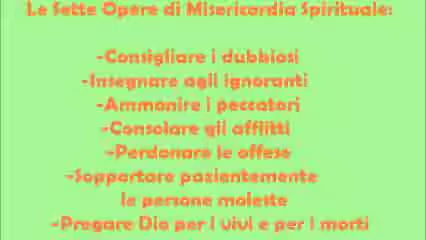 Le Sette Opere di Misericordia Spirituale:
-Consigliare i dubbiosi
-Insegnare agli ignoranti
-Ammonire i peccatori
-Consolare gli afflitti
-Perdonare le offese
-Sopportare pazientemente
le persone moleste
-Pregare Dio per i vivi e per i morti